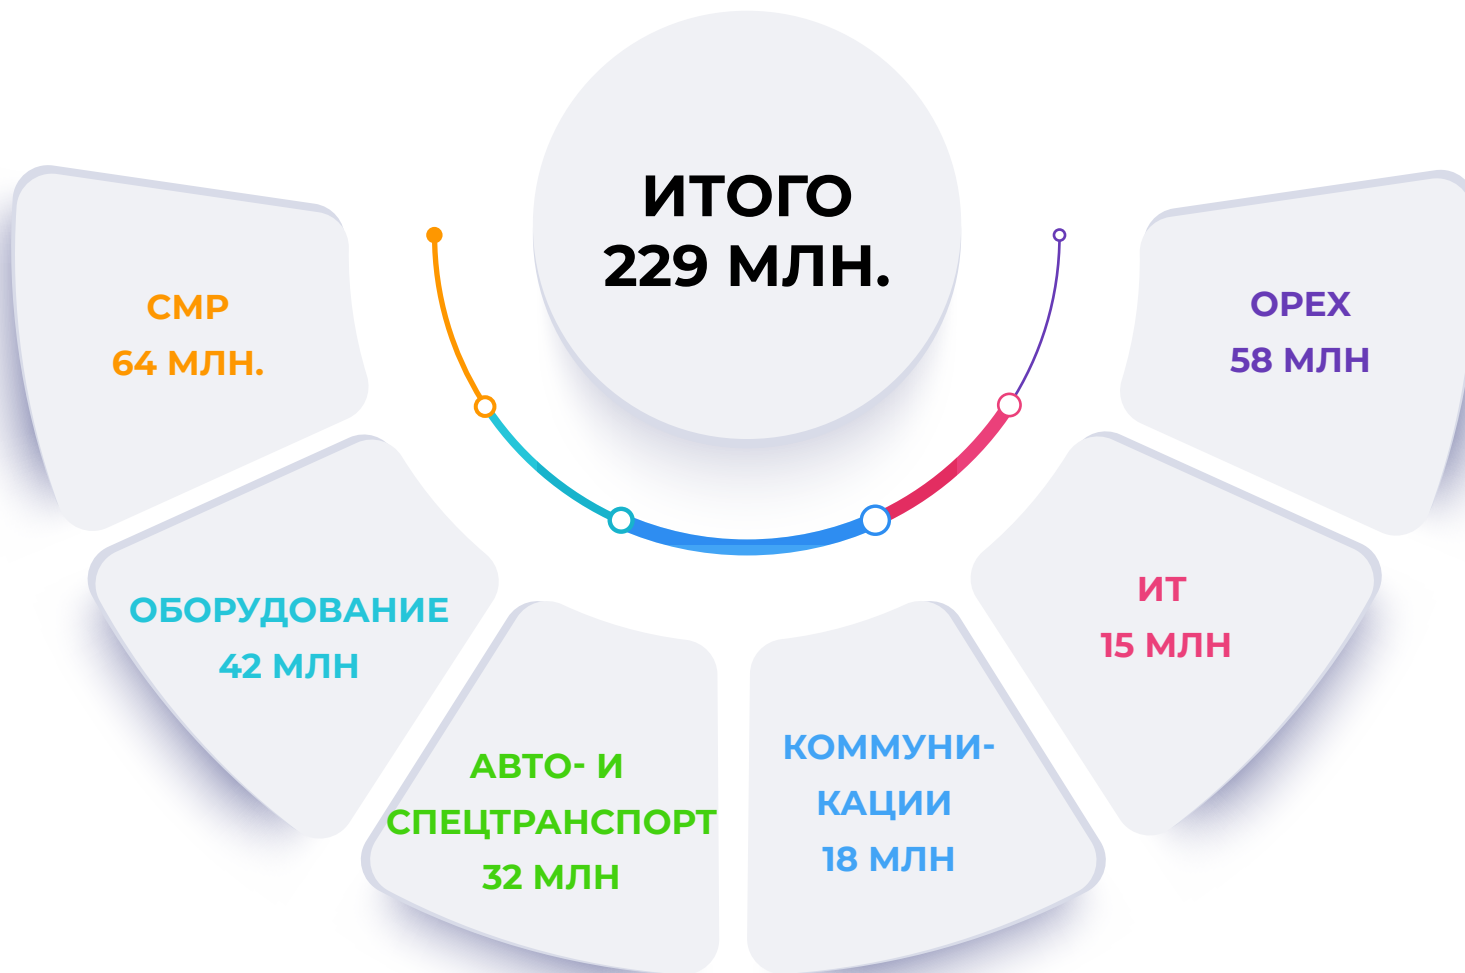 ИТОГО
229 МЛН.
СМР
64 МЛН.
ОБОРУДОВАНИЕ
42 МЛН
АВТО- И
СПЕЦТРАНСПОРТ
32 МЛН
КОММУНИ-
КАЦИИ
18 МЛН
ИТ
15 МЛН
OPEX
58 МЛН